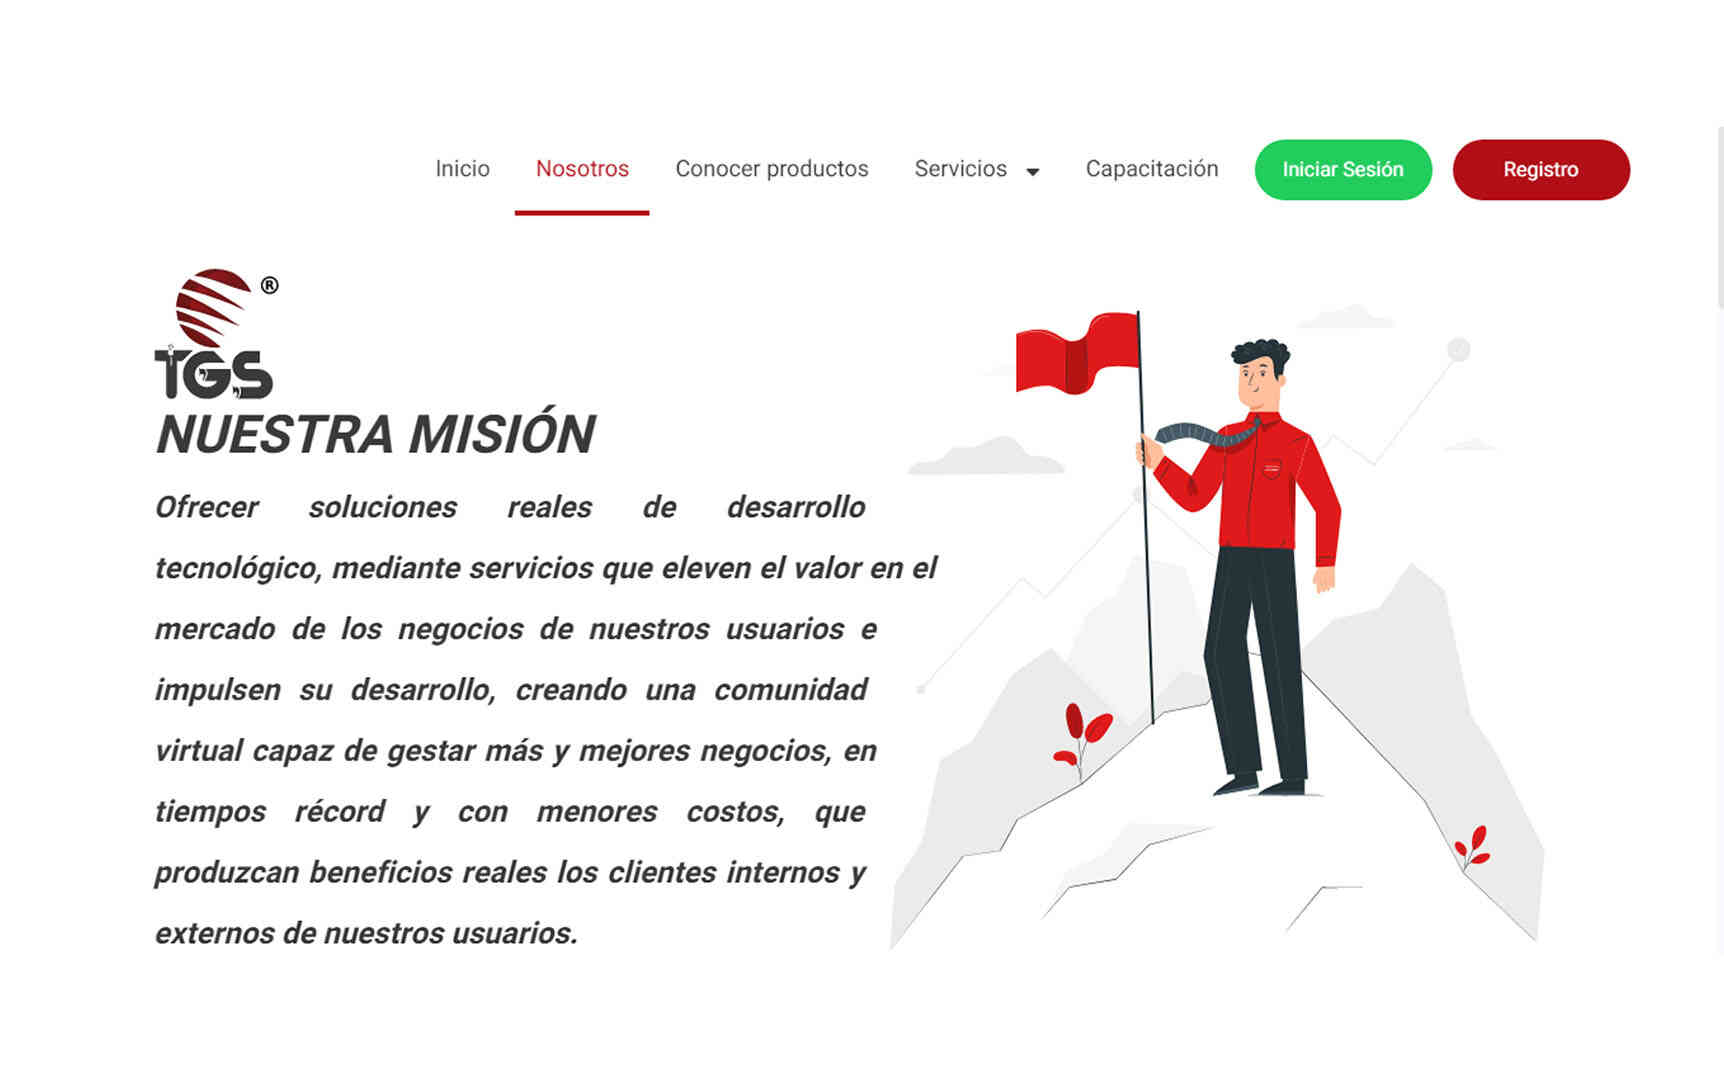 Inicio Nosotros Conocer productos Servicios Capacitación Iniciar Sesión Registro
®
TGS
NUESTRA MISIÓN
Ofrecer soluciones reales de desarrollo
tecnológico, mediante servicios que eleven el valor en el
mercado de los negocios de nuestros usuarios e
impulsen su desarrollo, creando una comunidad
virtual capaz de gestar más y mejores negocios, en
tiempos récord y con menores costos, que
produzcan beneficios reales los clientes internos y
externos de nuestros usuarios.